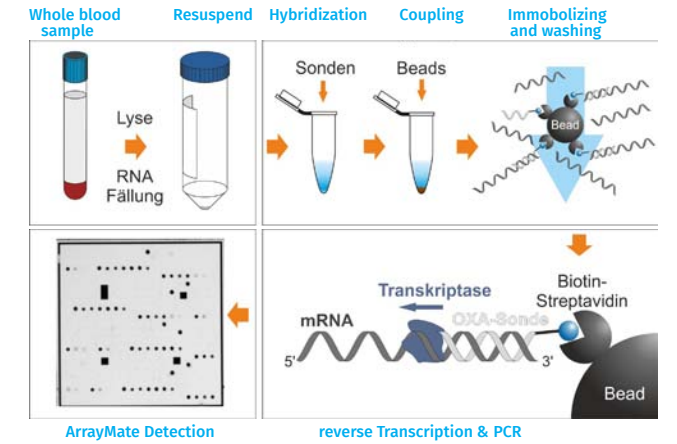 Whole blood
sample
Resuspend
Hybridization
Coupling
Immobolizing
and washing
Lyse
RNA
Fällung
Sonden
Beads
Bead
Biotin-
Streptavidin
Transkriptase
mRNA
OXA-Sonde
5'
3'
Bead
ArrayMate Detection
reverse Transcription & PCR